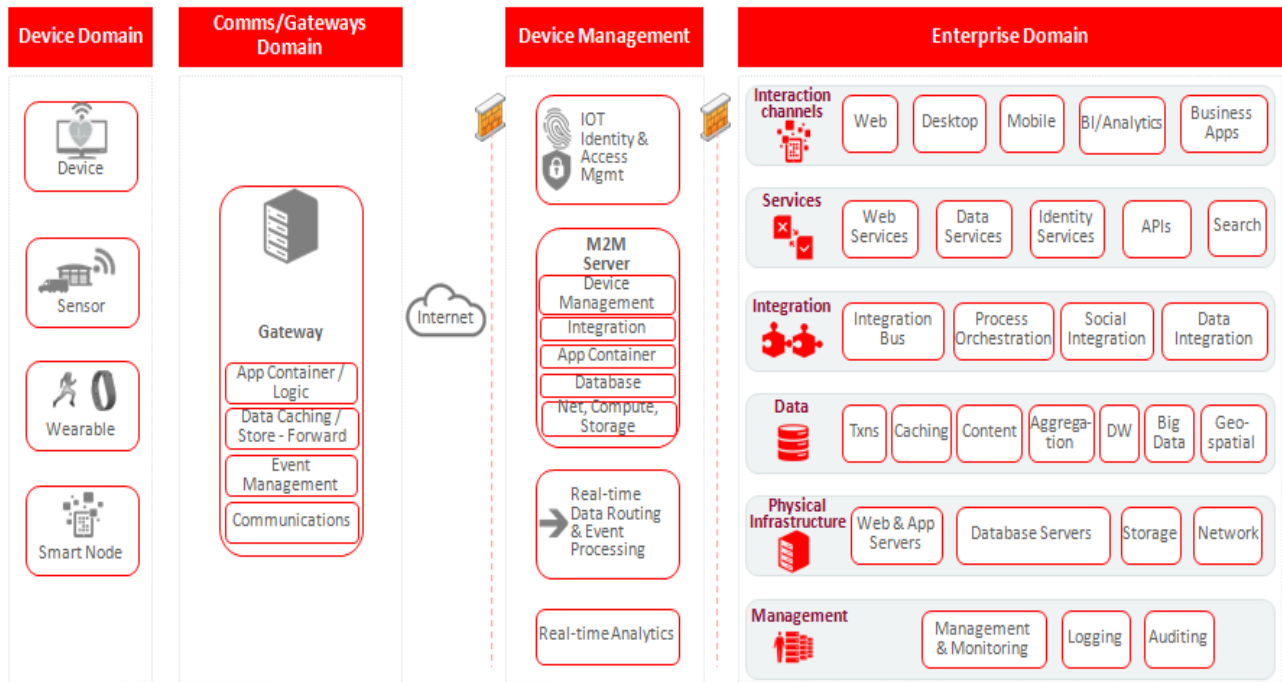 Device Domain
Comms/Gateways
Domain
Device Management
Enterprise Domain
Device
Sensor
Wearable
Smart Node
Gateway
App Container /
Logic
Data Caching /
Store - Forward
Event
Management
Communications
Internet
IOT
Identity &
Access
Mgmt
M2M
Server
Device
Management
Integration
App Container
Database
Net, Compute,
Storage
Real-time
Data Routing
& Event
Processing
Real-time Analytics
Interaction
channels
Web
Desktop
Mobile
BI/Analytics
Business
Apps
Services
Web
Services
Data
Services
Identity
Services
APIs
Search
Integration
Integration
Bus
Process
Orchestration
Social
Integration
Data
Integration
Data
Txns
Caching
Content
Aggrega-
tion
DW
Big
Data
Geo-
spatial
Physical
Infrastructure
Web & App
Servers
Database Servers
Storage
Network
Management
Management
& Monitoring
Logging
Auditing